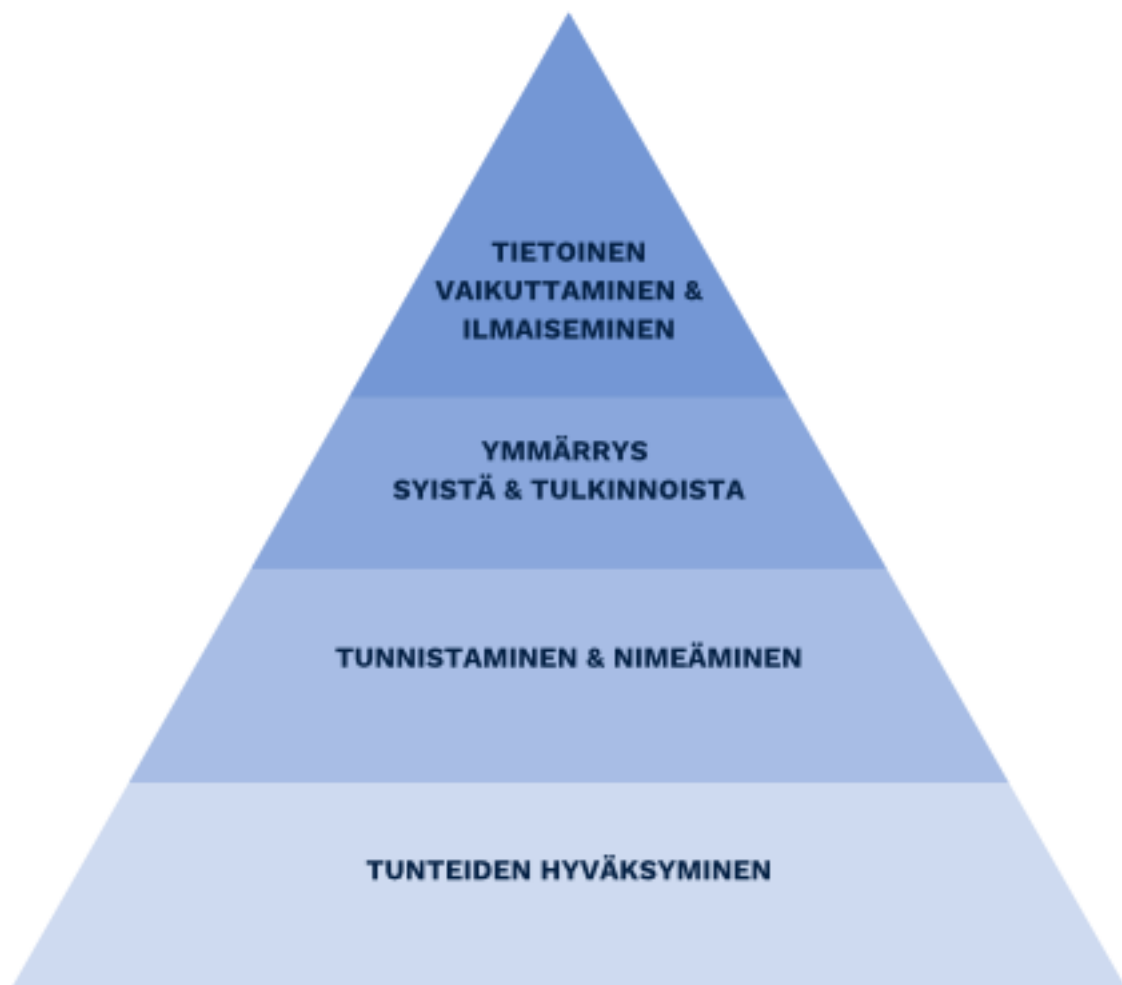 TIETOINEN
VAIKUTTAMINEN &
ILMAISEMINEN
YMMÄRRYS
SYISTÄ & TULKINNOISTA
TUNNISTAMINEN & NIMEÄMINEN
TUNTEIDEN HYVÄKSYMINEN